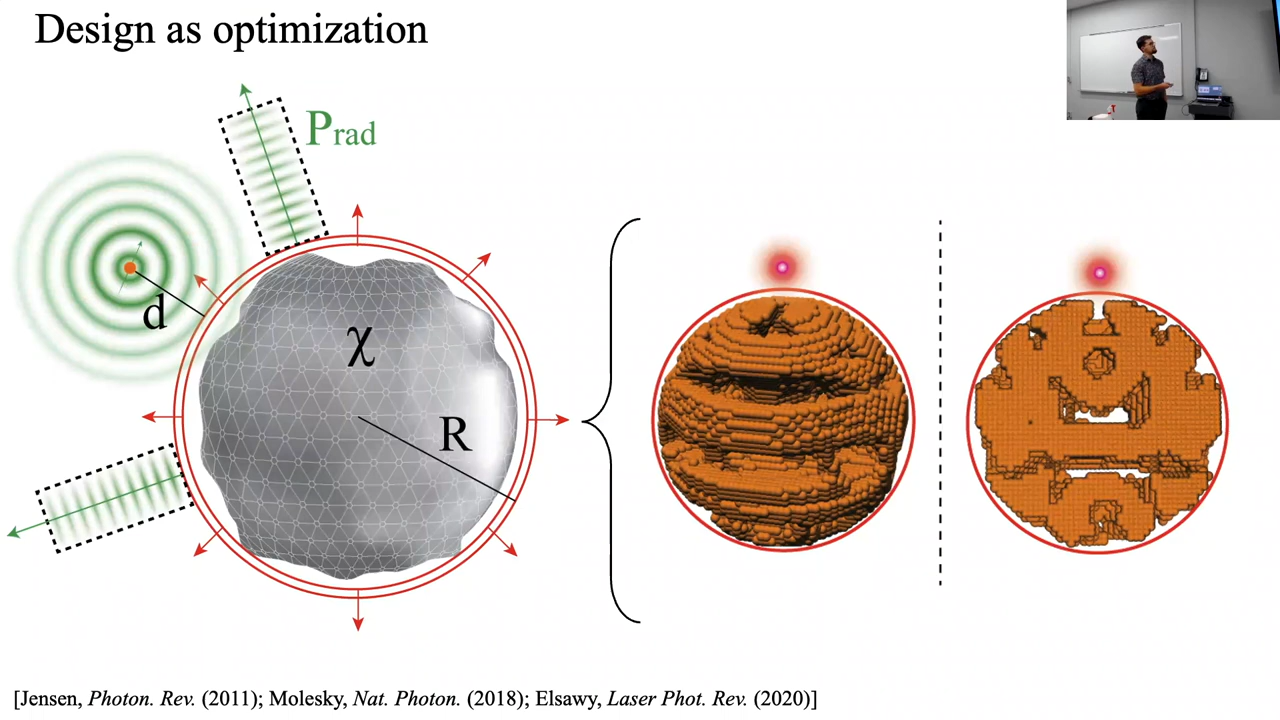 Design as optimization
Prad
d
χ
R
[Jensen, Photon. Rev. (2011); Molesky, Nat. Photon. (2018); Elsawy, Laser Phot. Rev. (2020)]